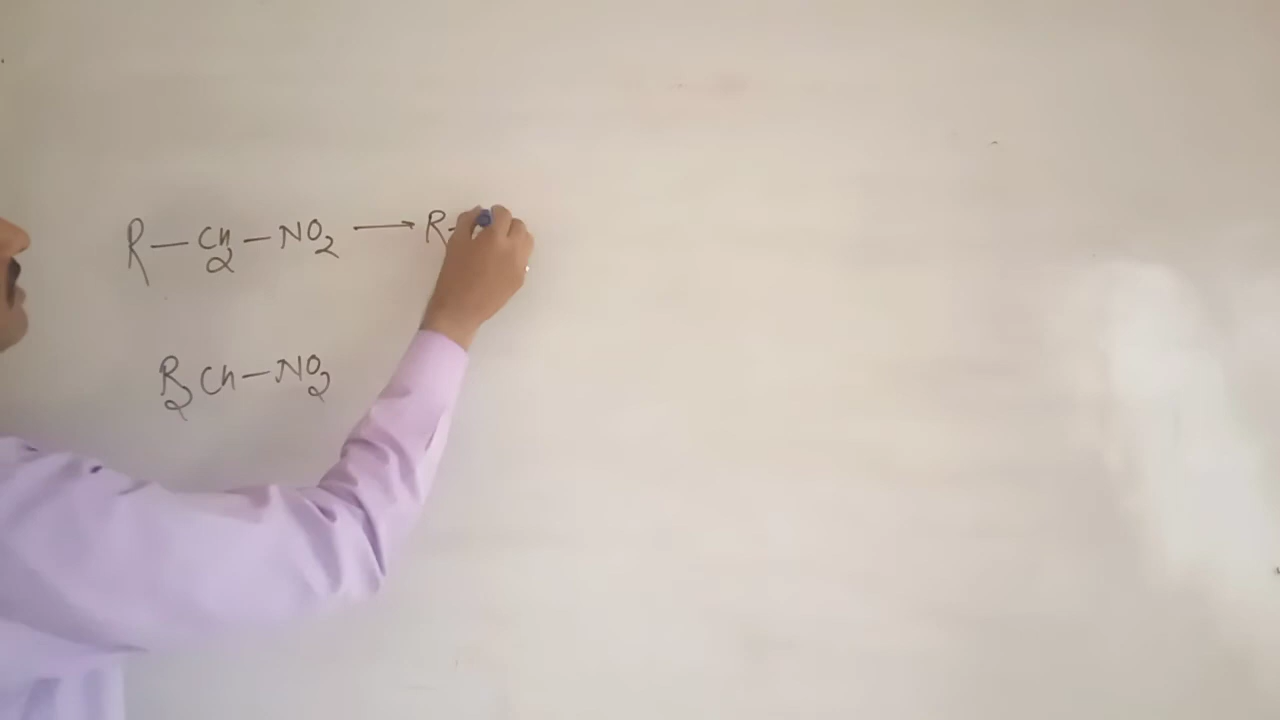 R—CH₂—NO₂ ⟶ R-
R₂CH—NO₂